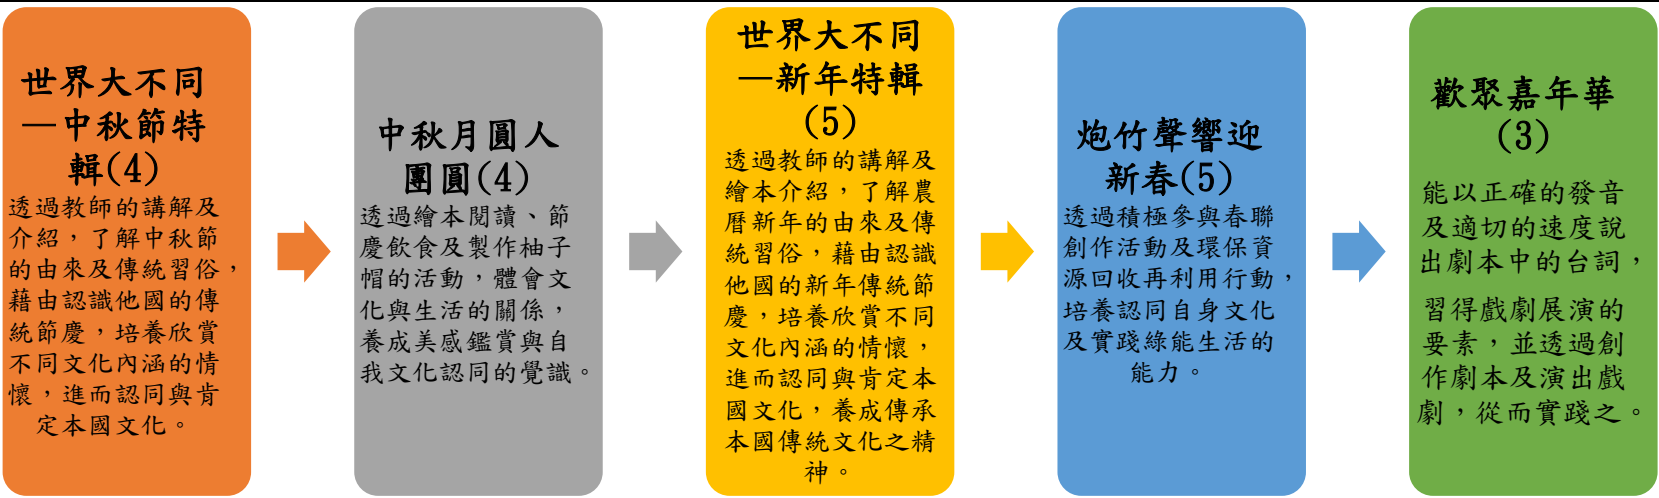 世界大不同
—中秋節特
輯(4)
透過教師的講解及
介紹，了解中秋節
的由來及傳統習俗，
藉由認識他國的傳
統節慶，培養欣賞
不同文化內涵的情
懷，進而認同與肯
定本國文化。
中秋月圓人
團圓(4)
透過繪本閱讀、節
慶飲食及製作柚子
帽的活動，體會文
化與生活的關係，
養成美感鑑賞與自
我文化認同的覺識。
世界大不同
—新年特輯
(5)
透過教師的講解及
繪本介紹，了解農
曆新年的由來及傳
統習俗，藉由認識
他國的新年傳統節
慶，培養欣賞不同
文化內涵的情懷，
進而認同與肯定本
國文化，養成傳承
本國傳統文化之精
神。
炮竹聲響迎
新春(5)
透過積極參與春聯
創作活動及環保資
源回收再利用行動，
培養認同自身文化
及實踐綠能生活的
能力。
歡聚嘉年華
(3)
能以正確的發音
及適切的速度說
出劇本中的台詞，
習得戲劇展演的
要素，並透過創
作劇本及演出戲
劇，從而實踐之。